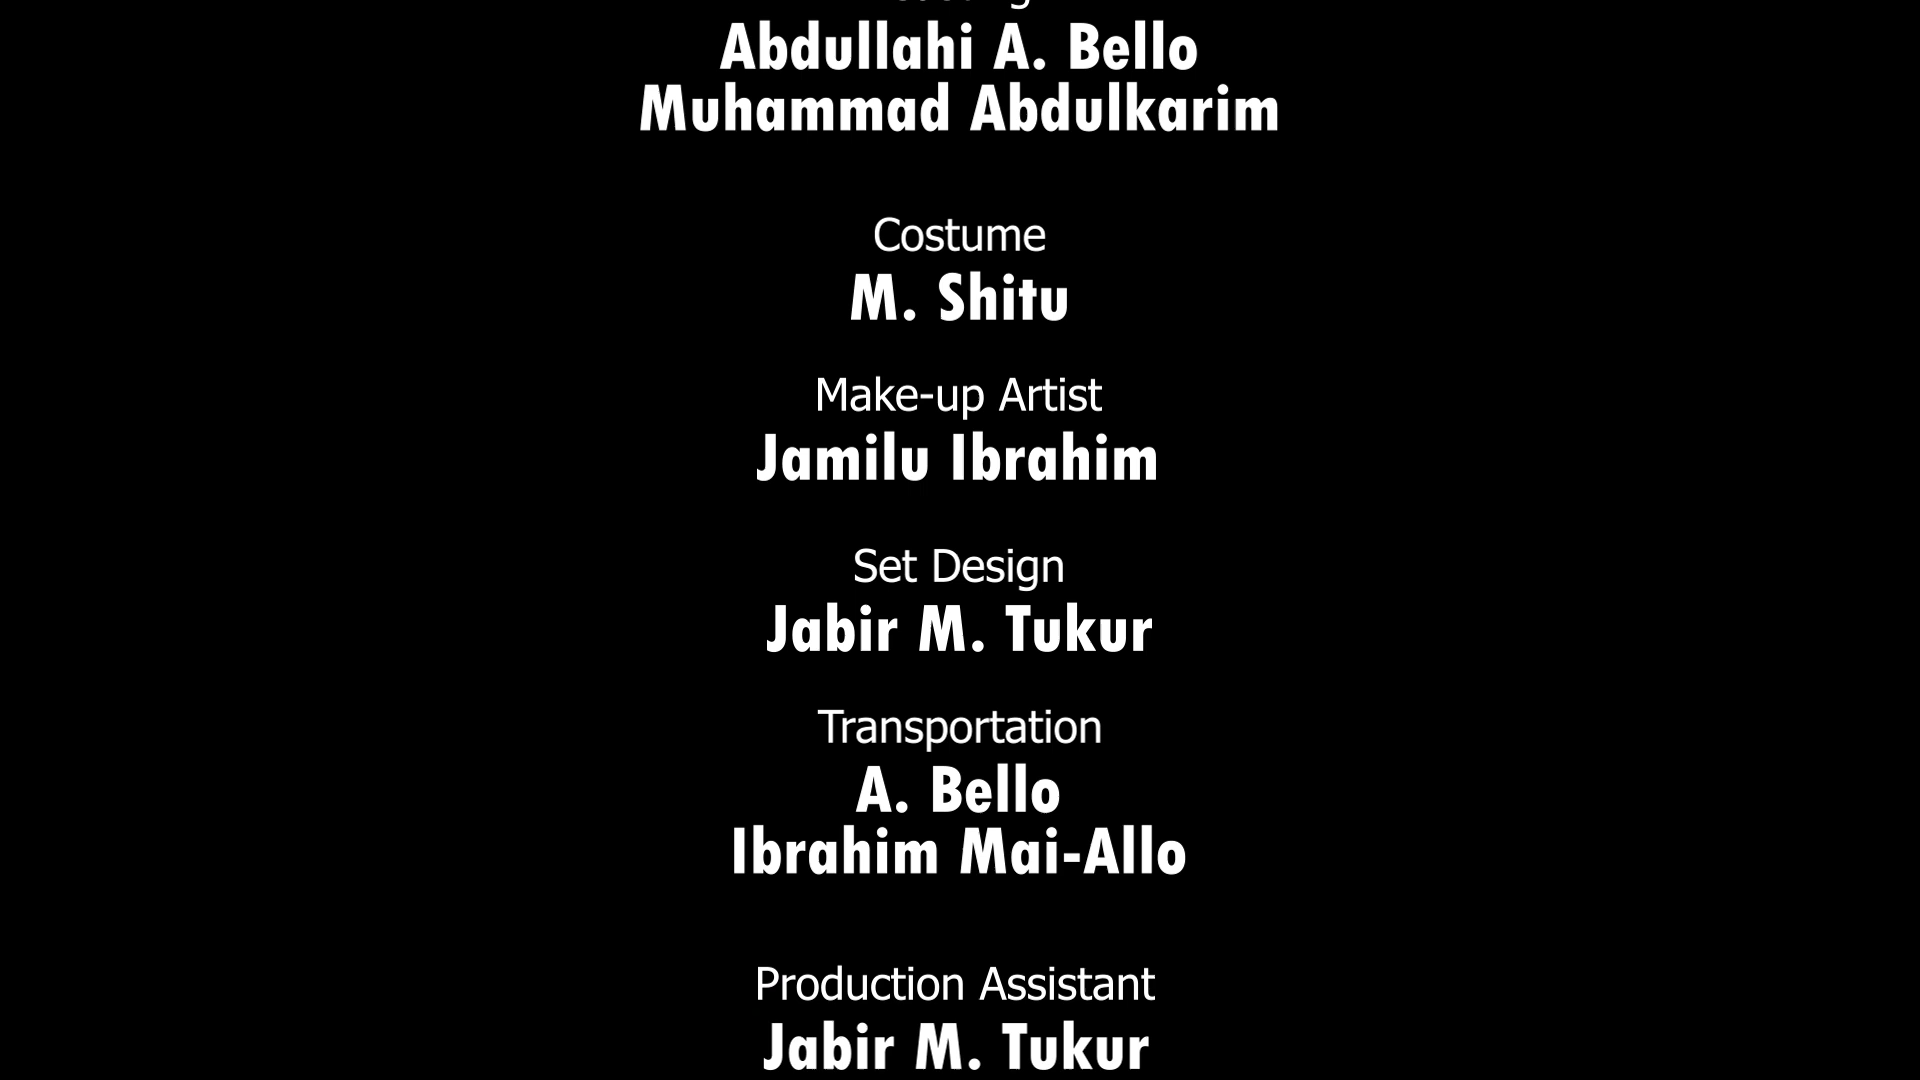 Abdullahi A. Bello
Muhammad Abdulkarim
Costume
M. Shitu
Make-up Artist
Jamilu Ibrahim
Set Design
Jabir M. Tukur
Transportation
A. Bello
Ibrahim Mai-Allo
Production Assistant
Jabir M. Tukur